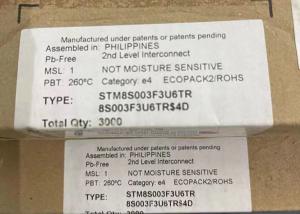 Manufactured under patents or patents pending
Assembled in: PHILIPPINES
Pb-Free 2nd Level Interconnect
MSL: 1 NOT MOISTURE SENSITIVE
PBT: 260°C Category: e4 ECOPACK2/ROHS
TYPE: STM8S003F3U6TR
8S003F3U6TR$4D
Total Qty: 3000
Manufactured under patents or patents pending
Assembled in: PHILIPPINES
Pb-Free 2nd Level Interconnect
MSL: 1 NOT MOISTURE SENSITIVE
PBT: 260°C Category: e4 ECOPACK2/ROHS
TYPE: STM8S003F3U6TR
8S003F3U6TR$4D
Total Qty: 3000